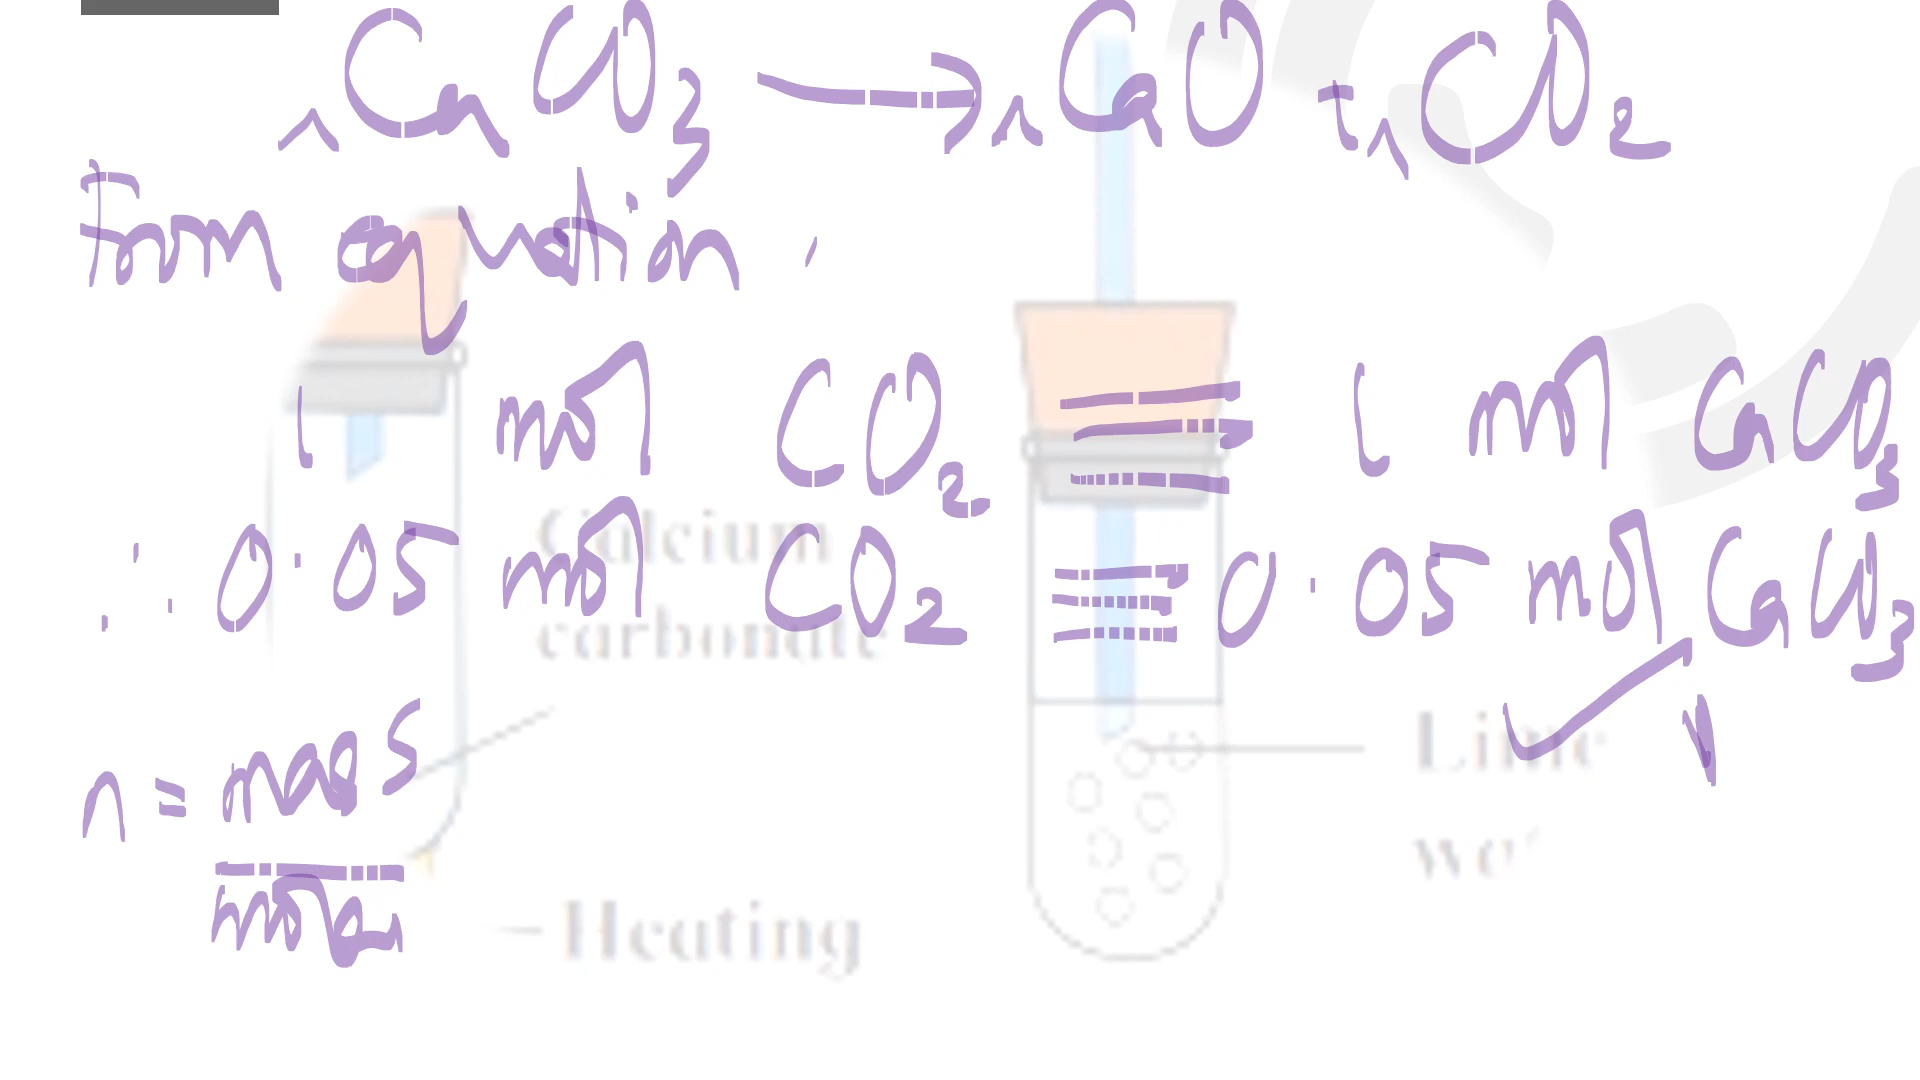 1CaCO3 → 1CaO + 1CO2
From equation,
1 mol CO2 ≡ 1 mol CaCO3
∴ 0.05 mol CO2 ≡ 0.05 mol CaCO3
Calcium
carbonate
n = mass
molar
Lime
Heating